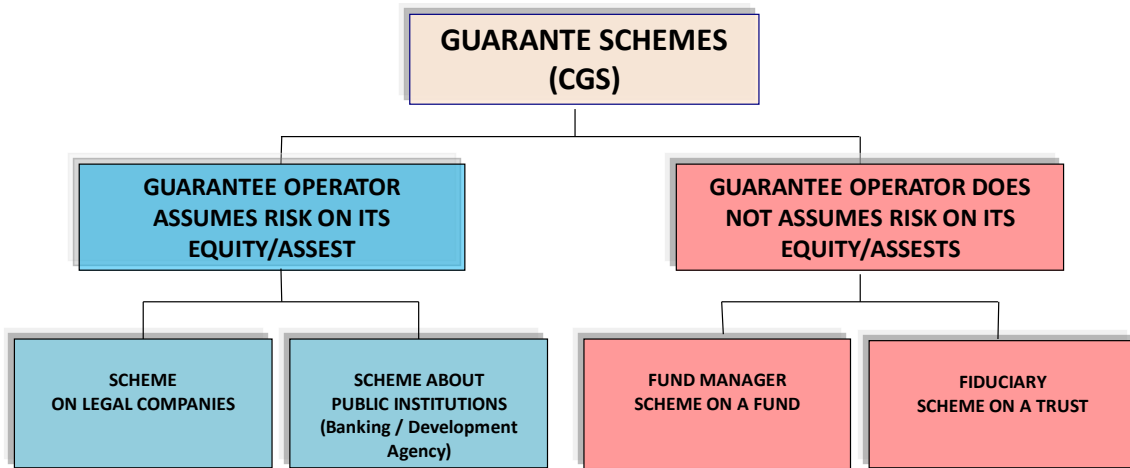 GUARANTE SCHEMES
(CGS)
GUARANTEE OPERATOR
ASSUMES RISK ON ITS
EQUITY/ASSEST
GUARANTEE OPERATOR DOES
NOT ASSUMES RISK ON ITS
EQUITY/ASSESTS
SCHEME
ON LEGAL COMPANIES
SCHEME ABOUT
PUBLIC INSTITUTIONS
(Banking / Development
Agency)
FUND MANAGER
SCHEME ON A FUND
FIDUCIARY
SCHEME ON A TRUST